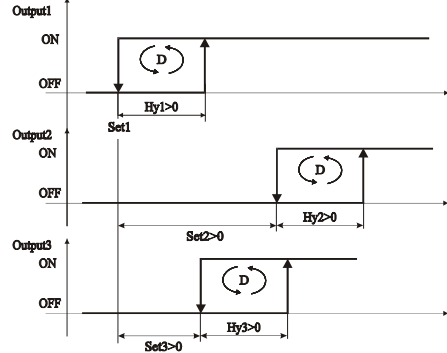 Output1
ON
D
OFF
Hy1>0
Set1
Output2
ON
D
OFF
Hy2>0
Set2>0
Output3
ON
D
OFF
Hy3>0
Set3>0